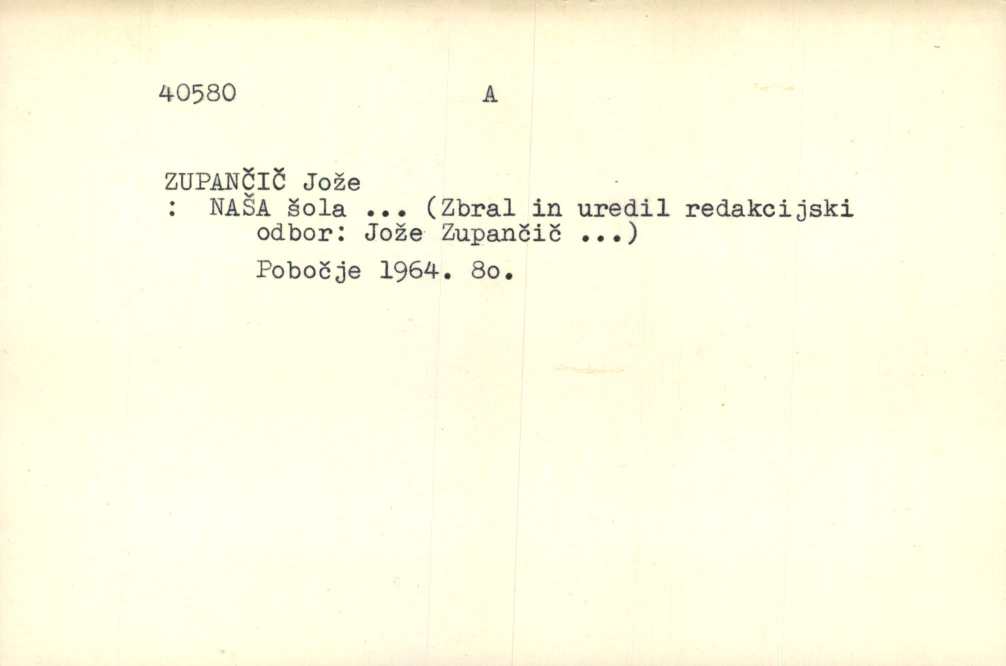 40580 A
ZUPANČIČ Jože
: NAŠA šola ... (Zbral in uredil redakcijski
odbor: Jože Zupančič ...)
Pobočje 1964. 8o.